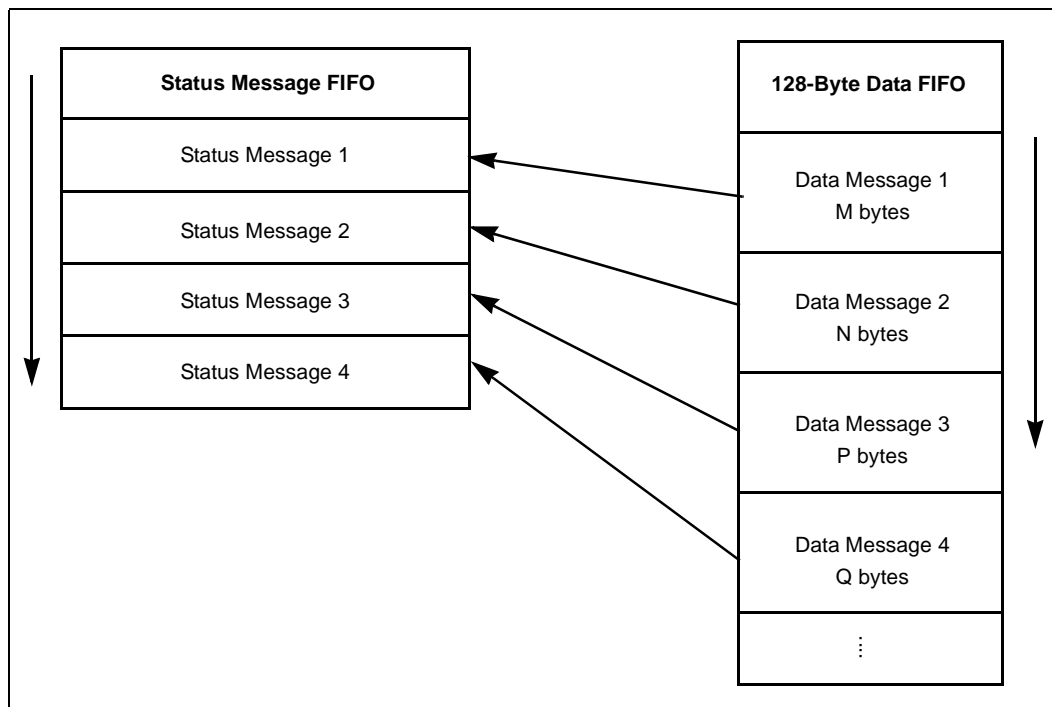 Status Message FIFO
Status Message 1
Status Message 2
Status Message 3
Status Message 4
128-Byte Data FIFO
Data Message 1
M bytes
Data Message 2
N bytes
Data Message 3
P bytes
Data Message 4
Q bytes
⋮